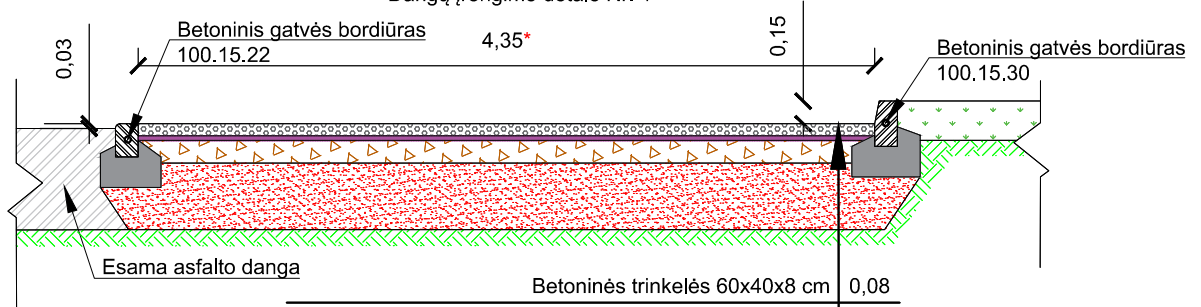 Betoninis gatvės bordiūras
100.15.22
0,03
4,35*
0,15
Betoninis gatvės bordiūras
100.15.30
Esama asfalto danga
Betoninės trinkelės 60x40x8 cm 0,08